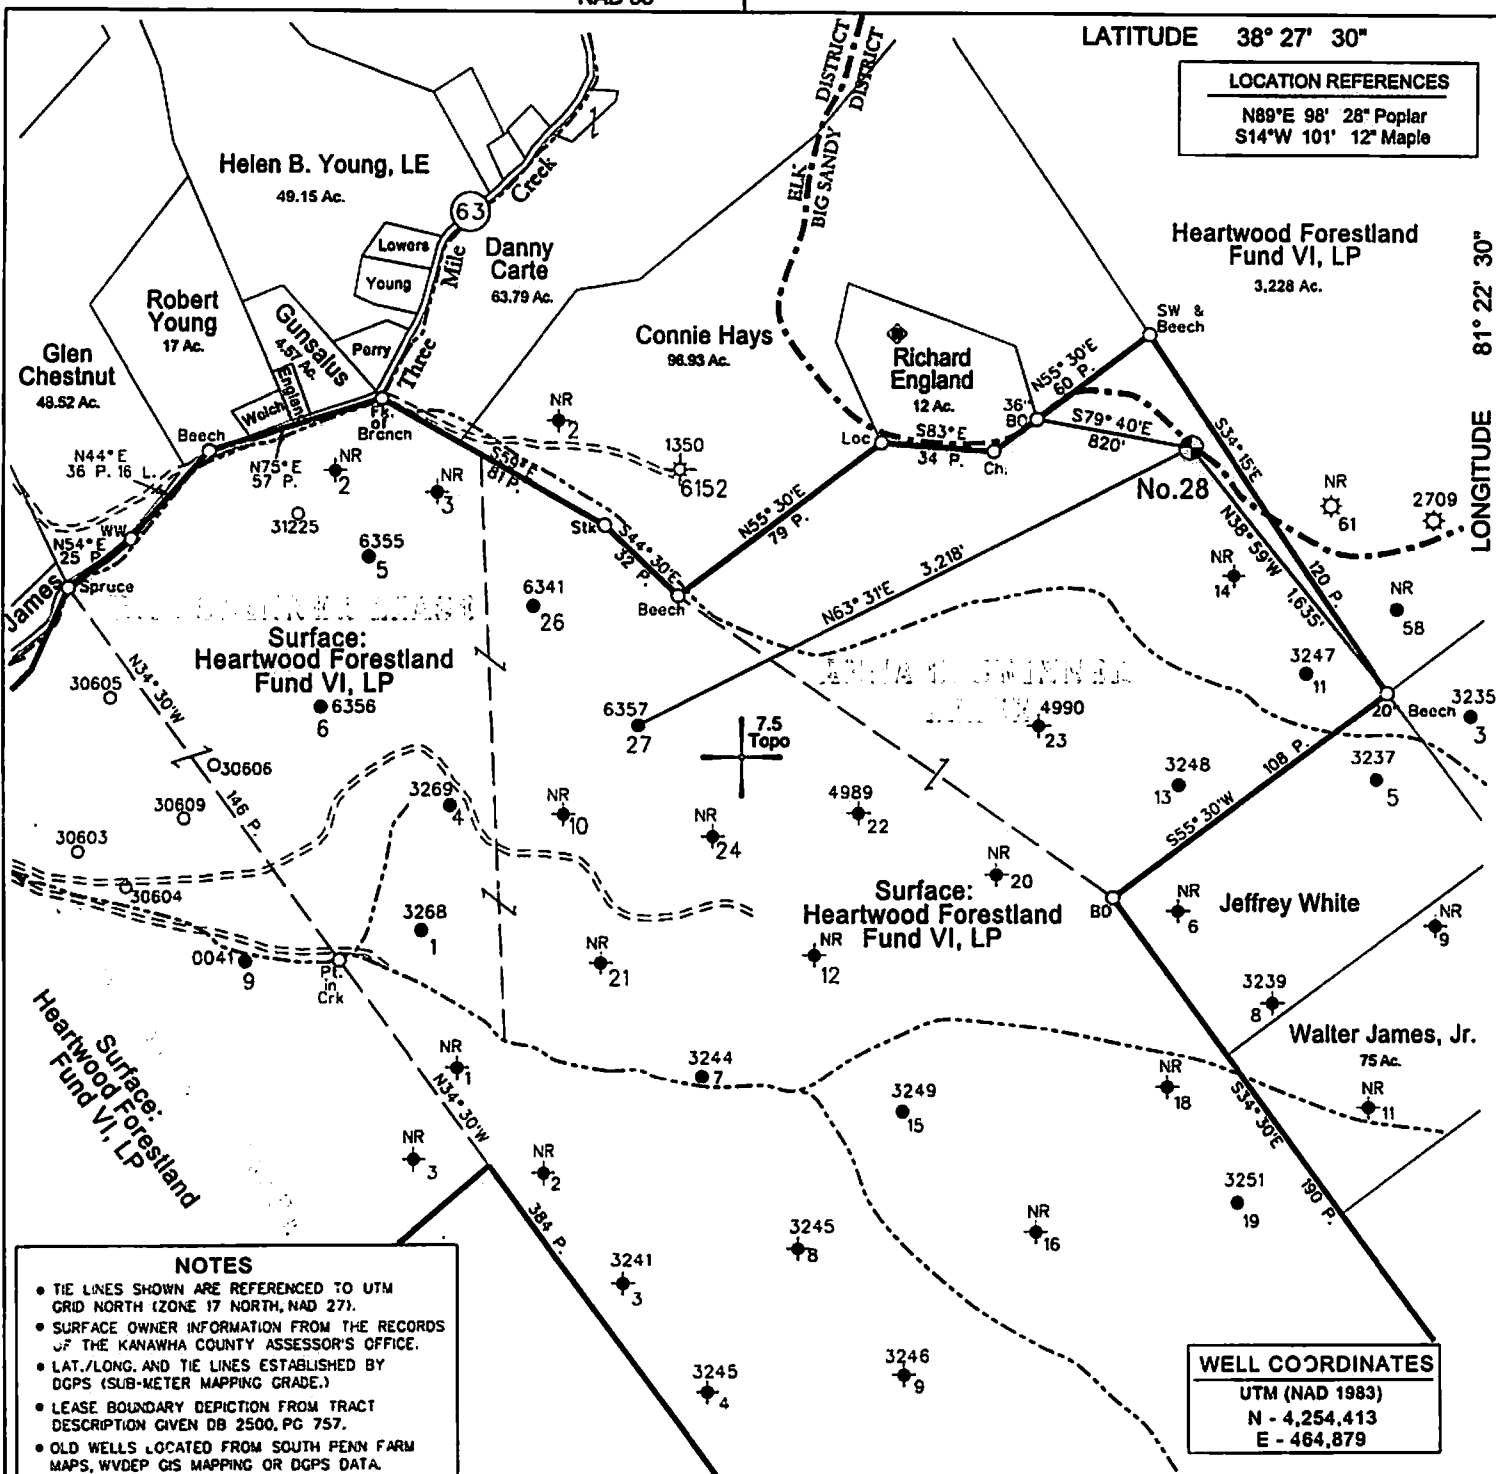 LATITUDE 38° 27' 30"
LOCATION REFERENCES
N89°E 98' 28" Poplar
S14°W 101' 12" Maple
LONGITUDE 81° 22' 30"
ELK DISTRICT
BIG SANDY DISTRICT
Heartwood Forestland
Fund VI, LP
3,228 Ac.
Helen B. Young, LE
49.15 Ac.
63
Three Mile Creek
Lowers
Young
Perry
Danny
Carte
63.79 Ac.
Robert
Young
17 Ac.
Gunsalus
4.57 Ac.
England
Welch
Glen
Chestnut
48.52 Ac.
Connie Hays
96.93 Ac.
Richard
England
12 Ac.
SW &
Beech
N55° 30'E
60 P.
36"
BO
S79° 40'E
820'
S83°E
34 P.
Loc
Ch.
No.28
S34° 15'E
120 P.
N38° 59'W
1,635'
NR
61
2709
NR
14
NR
58
3247
11
20" Beech
3235
3
3237
5
Beech
N44°E
36 P. 16 L.
N75°E
57 P.
Fk.
of
Branch
NR
2
NR
3
NR
2
1350
6152
S59°E
81 P.
Stk
S44° 30'E
32 P.
Beech
N55° 30'E
79 P.
N63° 31'E 3,218'
WW
N54°E
25 P.
Spruce
James
31225
6355
5
6341
26
Surface:
Heartwood Forestland
Fund VI, LP
6356
6
6357
27
7.5
Topo
4990
23
3248
13
108 P.
S55° 30'W
30605
N34° 30'W
146 P.
30606
30609
30603
30604
3269
4
NR
10
NR
24
4989
22
NR
20
BO
NR
6
Jeffrey White
NR
9
Surface:
Heartwood Forestland
Fund VI, LP
3268
1
0041
9
Pt.
in
Crk
NR
21
NR
12
3239
8
Walter James, Jr.
75 Ac.
NR
11
Surface:
Heartwood Forestland
Fund VI, LP
NR
1
N34° 30'W
3244
7
3249
15
NR
18
S34° 30'E
190 P.
NR
3
NR
2
384 P.
3251
19
NR
16
3245
8
3241
3
3245
4
3246
9
NOTES
• TIE LINES SHOWN ARE REFERENCED TO UTM
GRID NORTH (ZONE 17 NORTH, NAD 27).
• SURFACE OWNER INFORMATION FROM THE RECORDS
OF THE KANAWHA COUNTY ASSESSOR'S OFFICE.
• LAT./LONG. AND TIE LINES ESTABLISHED BY
DGPS (SUB-METER MAPPING GRADE.)
• LEASE BOUNDARY DEPICTION FROM TRACT
DESCRIPTION GIVEN DB 2500, PG 757.
• OLD WELLS LOCATED FROM SOUTH PENN FARM
MAPS, WVDEP GIS MAPPING OR DGPS DATA.
WELL COORDINATES
UTM (NAD 1983)
N - 4,254,413
E - 464,879